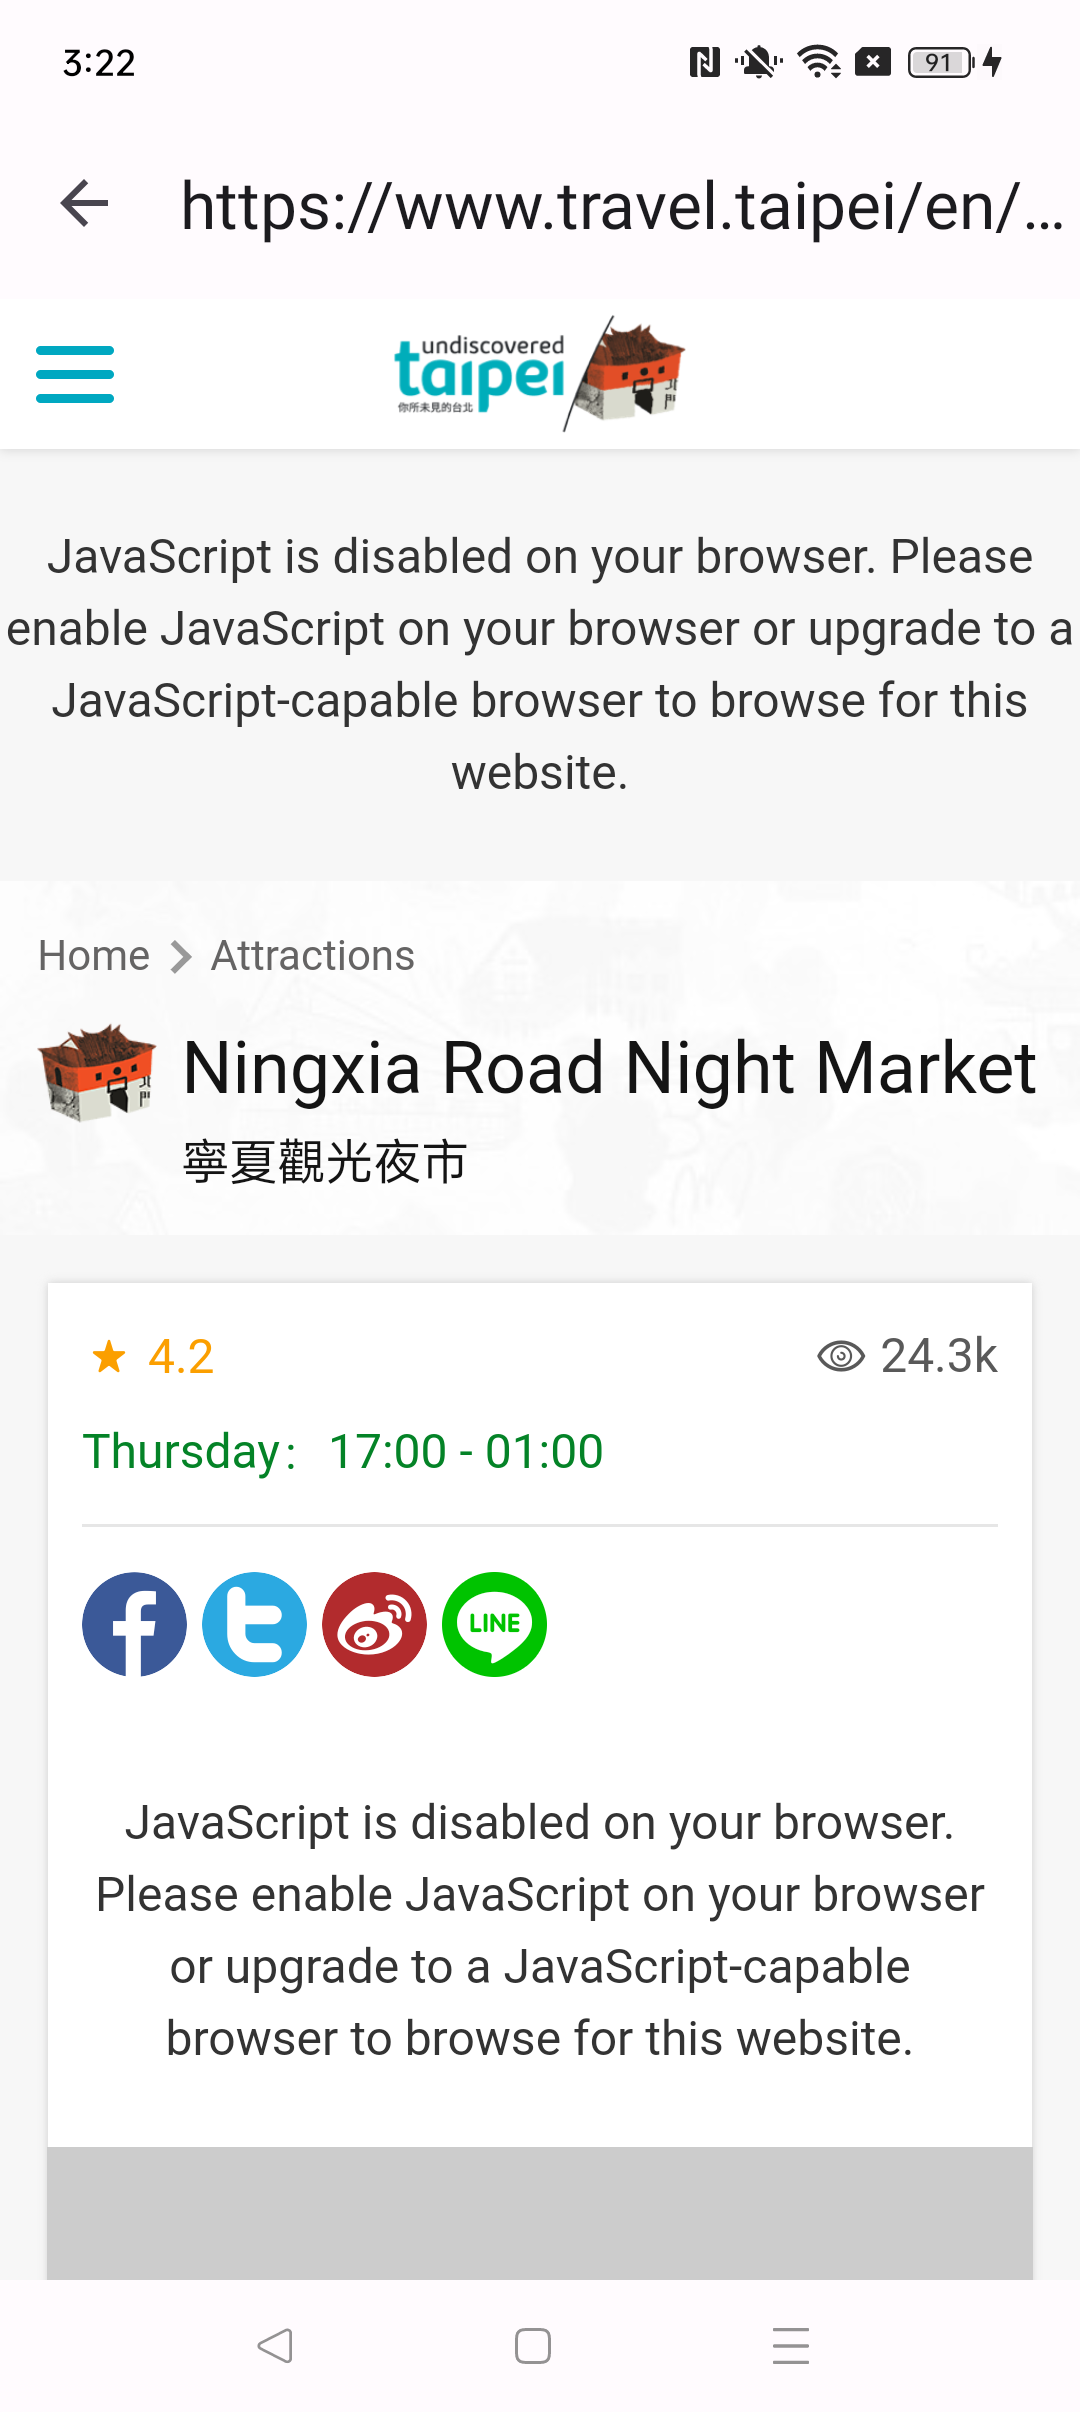 3:22
91
https://www.travel.taipei/en/...
undiscovered
taipei
你所未見的台北
北門
JavaScript is disabled on your browser. Please
enable JavaScript on your browser or upgrade to a
JavaScript-capable browser to browse for this
website.
Home
Attractions
北門
Ningxia Road Night Market
寧夏觀光夜市
4.2
24.3k
Thursday： 17:00 - 01:00
LINE
JavaScript is disabled on your browser.
Please enable JavaScript on your browser
or upgrade to a JavaScript-capable
browser to browse for this website.